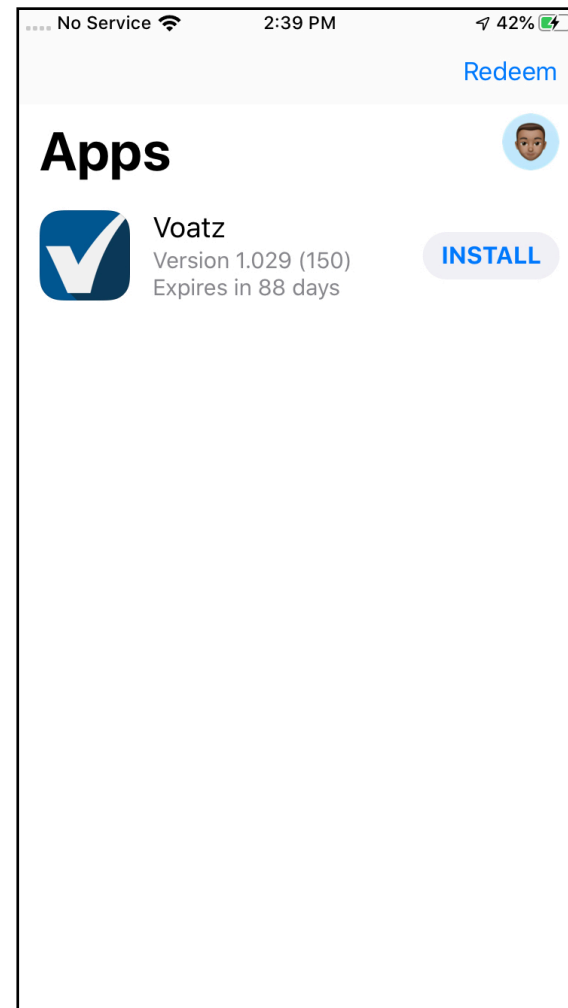 No Service 2:39 PM 42%
Redeem
Apps
Voatz
Version 1.029 (150)
Expires in 88 days
INSTALL